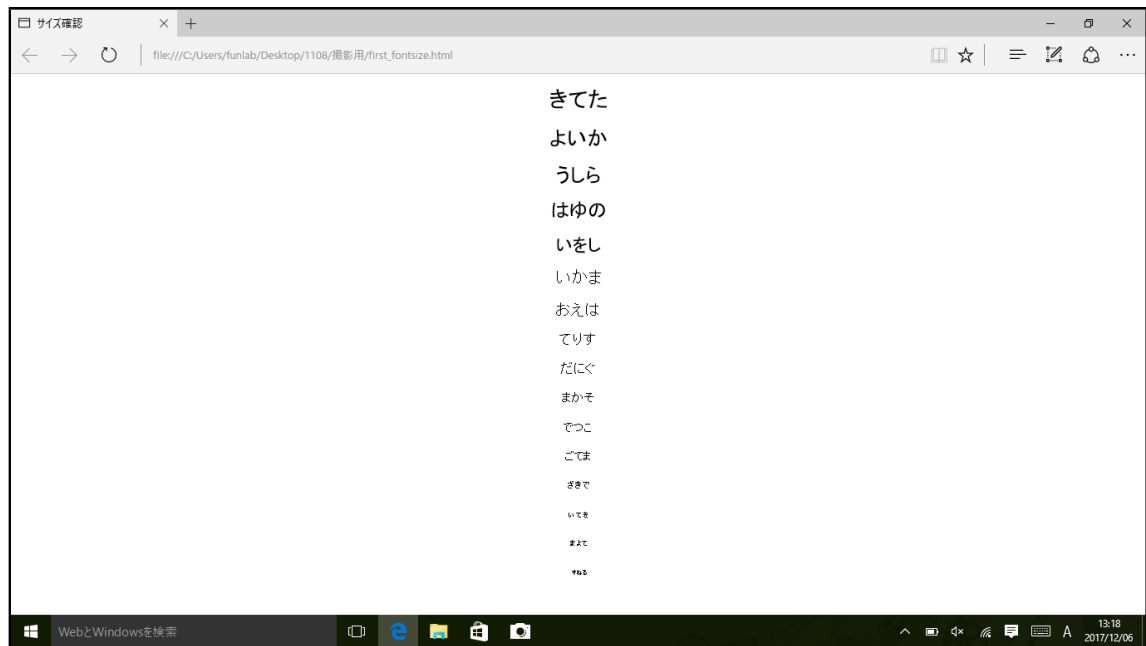 サイズ確認
file:///C:/Users/funlab/Desktop/1108/撮影用/first_fontsize.html
きてた
よいか
うしら
はゆの
いをし
いかま
おえは
てりす
だにぐ
まかそ
でつこ
ごてま
ざきで
いてき
まよて
すねる
WebとWindowsを検索
A
13:18
2017/12/06